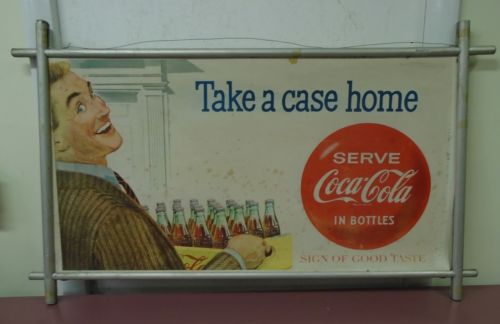 Take a case home
SERVE
Coca-Cola
IN BOTTLES
SIGN OF GOOD TASTE